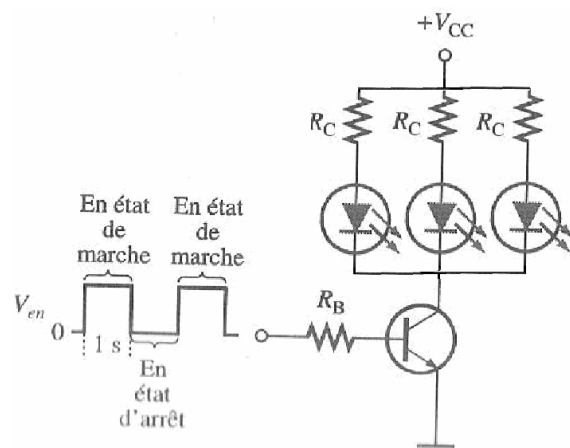 +VCC
RC
RC
RC
En état
de
marche
En état
de
marche
Ven
0
1 s
En
état
d'arrêt
RB